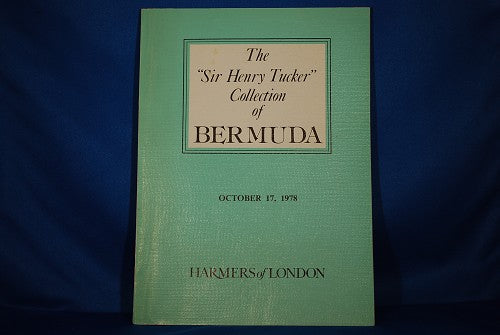 The
"Sir Henry Tucker"
Collection
of
BERMUDA
OCTOBER 17, 1978
HARMERS of LONDON